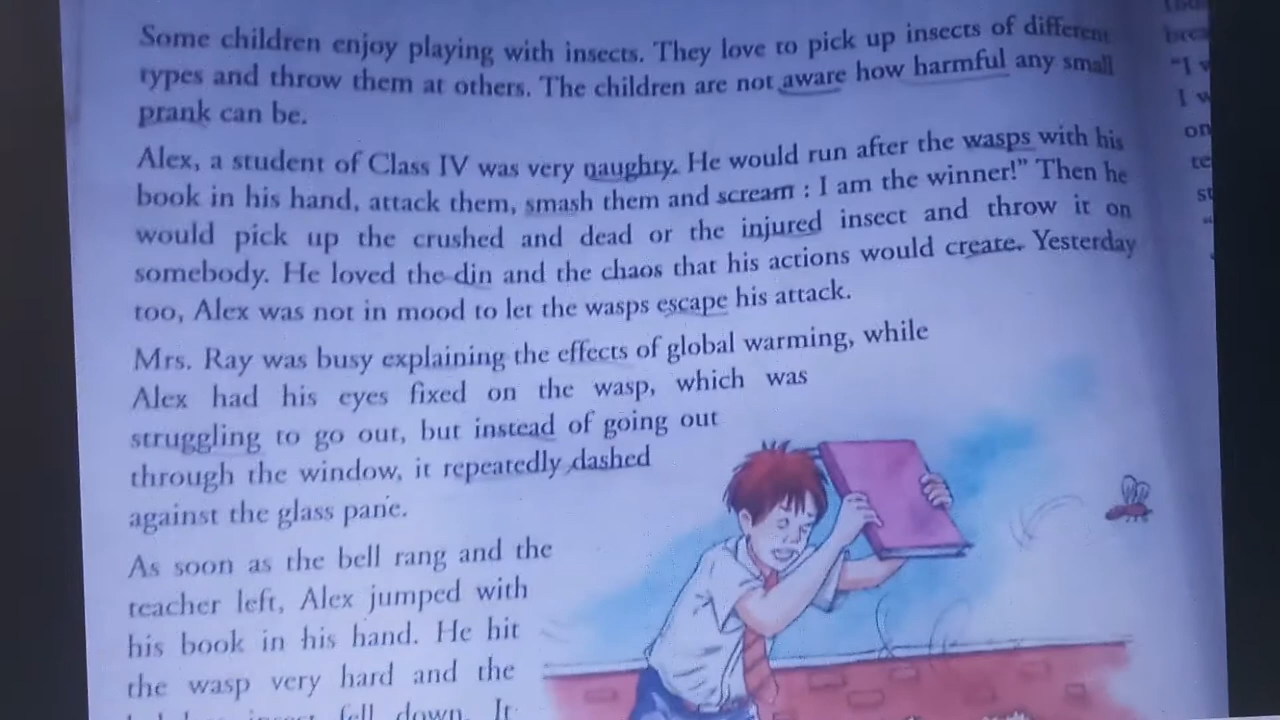 Some children enjoy playing with insects. They love to pick up insects of different
types and throw them at others. The children are not aware how harmful any small
prank can be.
Alex, a student of Class IV was very naughty. He would run after the wasps with his
book in his hand, attack them, smash them and scream : I am the winner!” Then he
would pick up the crushed and dead or the injured insect and throw it on
somebody. He loved the din and the chaos that his actions would create. Yesterday
too, Alex was not in mood to let the wasps escape his attack.
Mrs. Ray was busy explaining the effects of global warming, while
Alex had his eyes fixed on the wasp, which was
struggling to go out, but instead of going out
through the window, it repeatedly dashed
against the glass pane.
As soon as the bell rang and the
teacher left, Alex jumped with
his book in his hand. He hit
the wasp very hard and the
insect fell down. It
“I
I
on
te
st